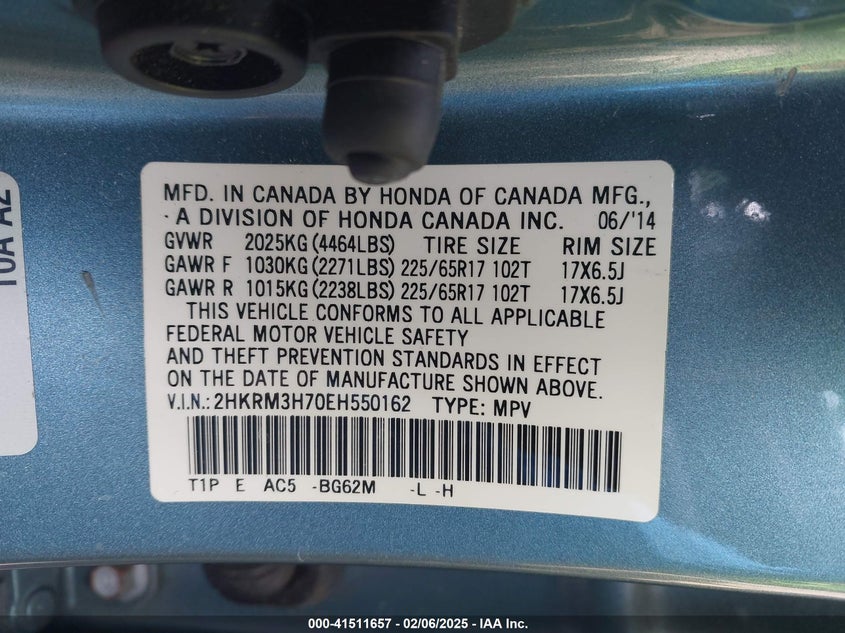 MFD. IN CANADA BY HONDA OF CANADA MFG.,
A DIVISION OF HONDA CANADA INC. 06/'14
GVWR 2025KG (4464LBS) TIRE SIZE RIM SIZE
GAWR F 1030KG (2271LBS) 225/65R17 102T 17X6.5J
GAWR R 1015KG (2238LBS) 225/65R17 102T 17X6.5J
THIS VEHICLE CONFORMS TO ALL APPLICABLE
FEDERAL MOTOR VEHICLE SAFETY
AND THEFT PREVENTION STANDARDS IN EFFECT
ON THE DATE OF MANUFACTURE SHOWN ABOVE.
V.I.N.: 2HKRM3H70EH550162 TYPE: MPV
T1P E AC5 -BG62M -L -H
000-41511657 - 02/06/2025 - IAA Inc.